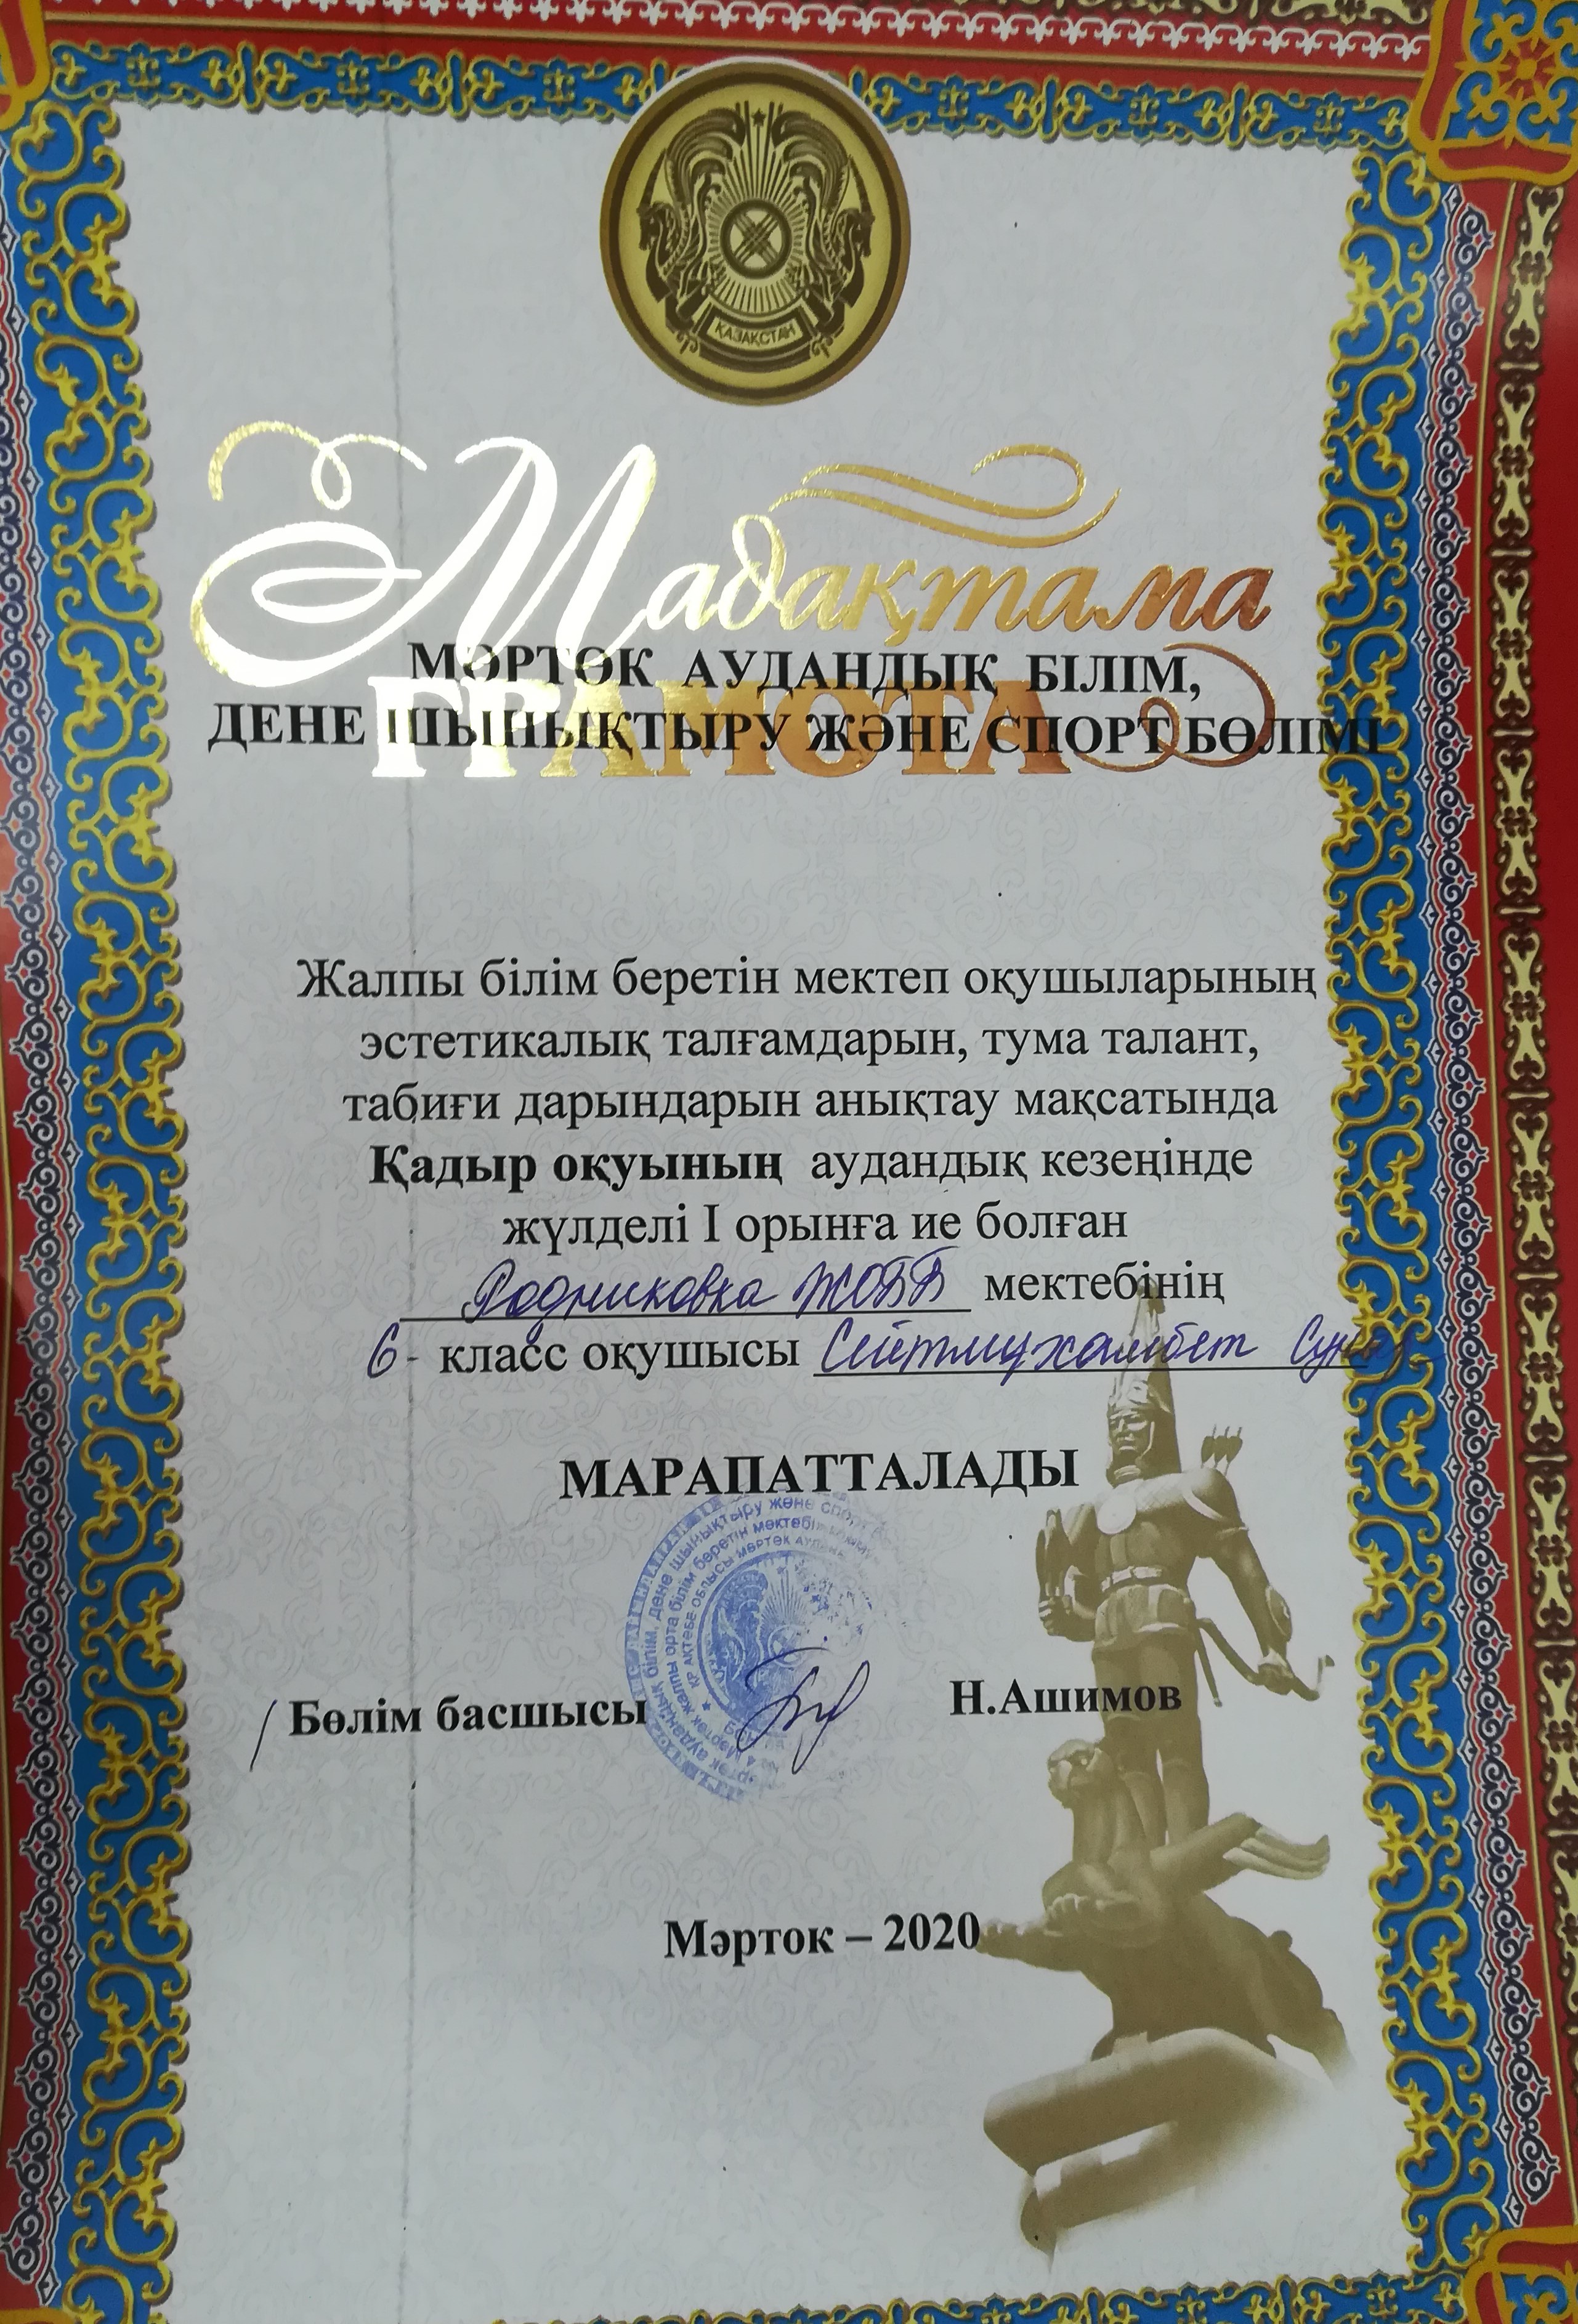 ҚАЗАҚСТАН
Мадақтама
МӘРТӨК АУДАНДЫҚ БІЛІМ,
ГРАМОТА
ДЕНЕ ШЫНЫҚТЫРУ ЖӘНЕ СПОРТ БӨЛІМІ
Жалпы білім беретін мектеп оқушыларының
эстетикалық талғамдарын, тума талант,
табиғи дарындарын анықтау мақсатында
Қадыр оқуының аудандық кезеңінде
жүлделі І орынға ие болған
Родниковка ЖОББ мектебінің
6- класс оқушысы Сейтмухамбет
МАРАПАТТАЛАДЫ
Бөлім басшысы Н.Ашимов
Мәрток – 2020